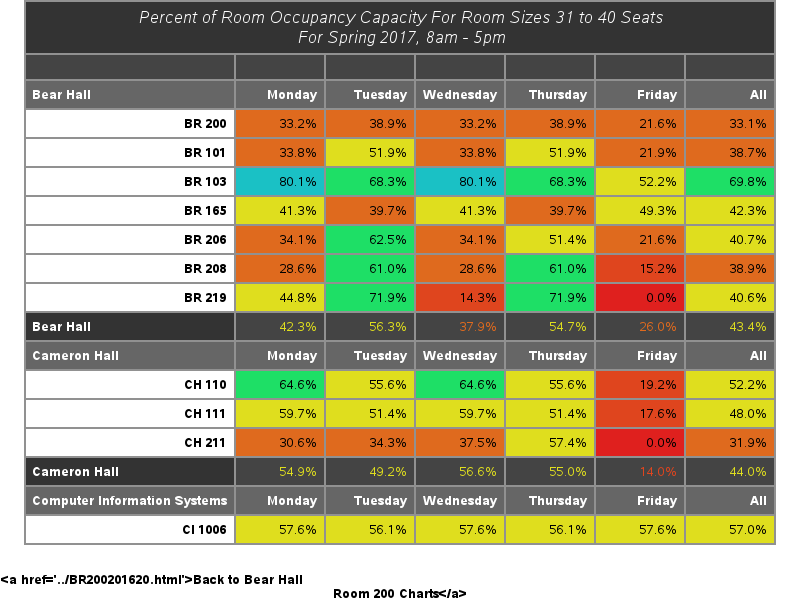 Percent of Room Occupancy Capacity For Room Sizes 31 to 40 Seats
For Spring 2017, 8am - 5pm
Bear Hall Monday Tuesday Wednesday Thursday Friday All
BR 200 33.2% 38.9% 33.2% 38.9% 21.6% 33.1%
BR 101 33.8% 51.9% 33.8% 51.9% 21.9% 38.7%
BR 103 80.1% 68.3% 80.1% 68.3% 52.2% 69.8%
BR 165 41.3% 39.7% 41.3% 39.7% 49.3% 42.3%
BR 206 34.1% 62.5% 34.1% 51.4% 21.6% 40.7%
BR 208 28.6% 61.0% 28.6% 61.0% 15.2% 38.9%
BR 219 44.8% 71.9% 14.3% 71.9% 0.0% 40.6%
Bear Hall 42.3% 56.3% 37.9% 54.7% 26.0% 43.4%
Cameron Hall Monday Tuesday Wednesday Thursday Friday All
CH 110 64.6% 55.6% 64.6% 55.6% 19.2% 52.2%
CH 111 59.7% 51.4% 59.7% 51.4% 17.6% 48.0%
CH 211 30.6% 34.3% 37.5% 57.4% 0.0% 31.9%
Cameron Hall 54.9% 49.2% 56.6% 55.0% 14.0% 44.0%
Computer Information Systems Monday Tuesday Wednesday Thursday Friday All
CI 1006 57.6% 56.1% 57.6% 56.1% 57.6% 57.0%
<a href='../BR200201620.html'>Back to Bear Hall
Room 200 Charts</a>